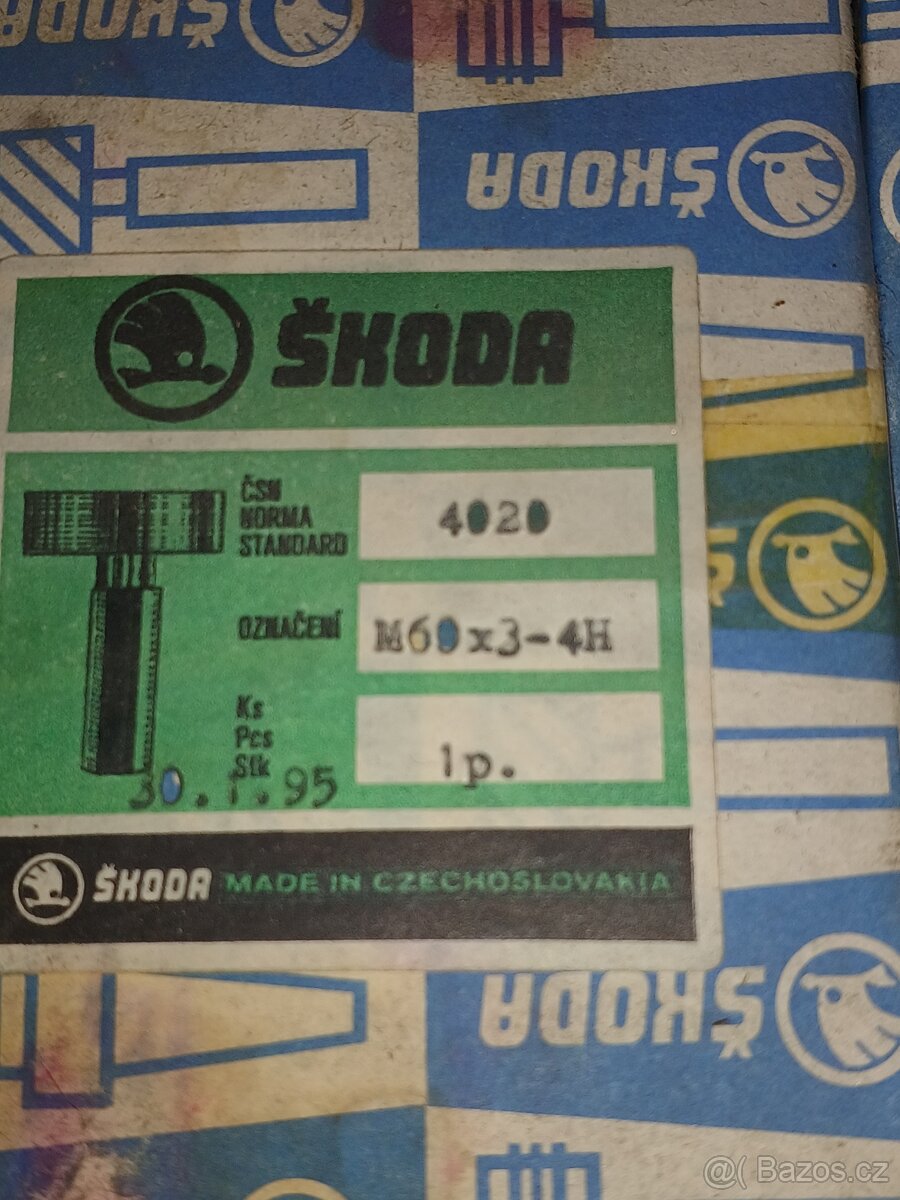 ŠKODA
ŠKODA
ŠKODA
ČSN
NORMA
STANDARD
4020
OZNAČENÍ
M60x3-4H
Ks
Pcs
Stk
1p.
30.1.95
ŠKODA MADE IN CZECHOSLOVAKIA
ŠKODA
@( Bazos.cz